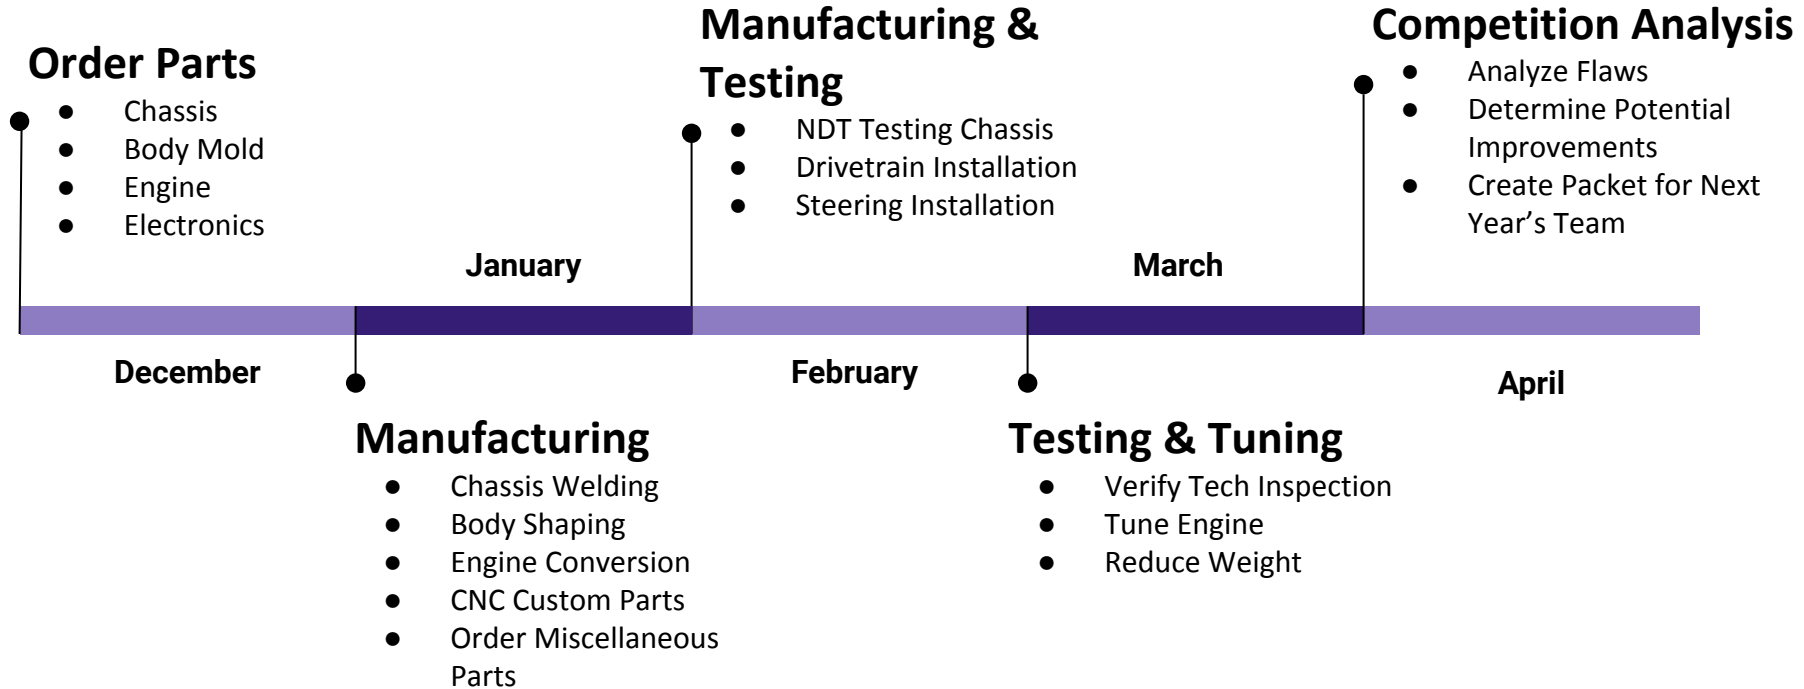 Order Parts
● Chassis
● Body Mold
● Engine
● Electronics
December
January
Manufacturing
● Chassis Welding
● Body Shaping
● Engine Conversion
● CNC Custom Parts
● Order Miscellaneous
Parts
Manufacturing &
Testing
● NDT Testing Chassis
● Drivetrain Installation
● Steering Installation
February
March
Testing & Tuning
● Verify Tech Inspection
● Tune Engine
● Reduce Weight
Competition Analysis
● Analyze Flaws
● Determine Potential
Improvements
● Create Packet for Next
Year’s Team
April